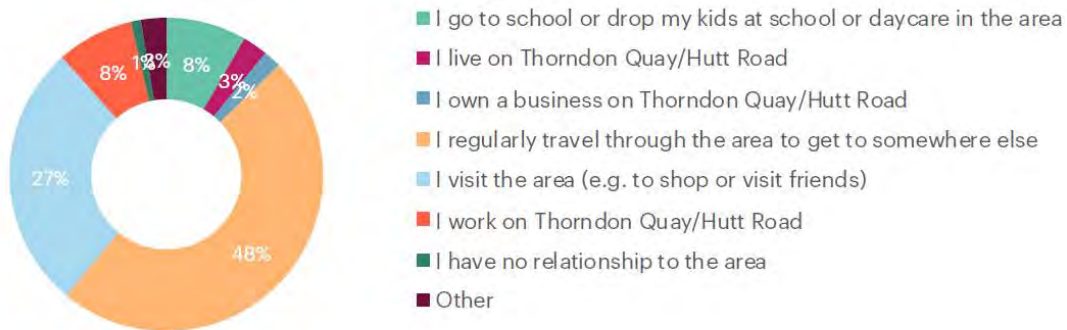 I go to school or drop my kids at school or daycare in the area
I live on Thorndon Quay/Hutt Road
I own a business on Thorndon Quay/Hutt Road
I regularly travel through the area to get to somewhere else
I visit the area (e.g. to shop or visit friends)
I work on Thorndon Quay/Hutt Road
I have no relationship to the area
Other
8%
3%
2%
48%
27%
8%
1%
3%